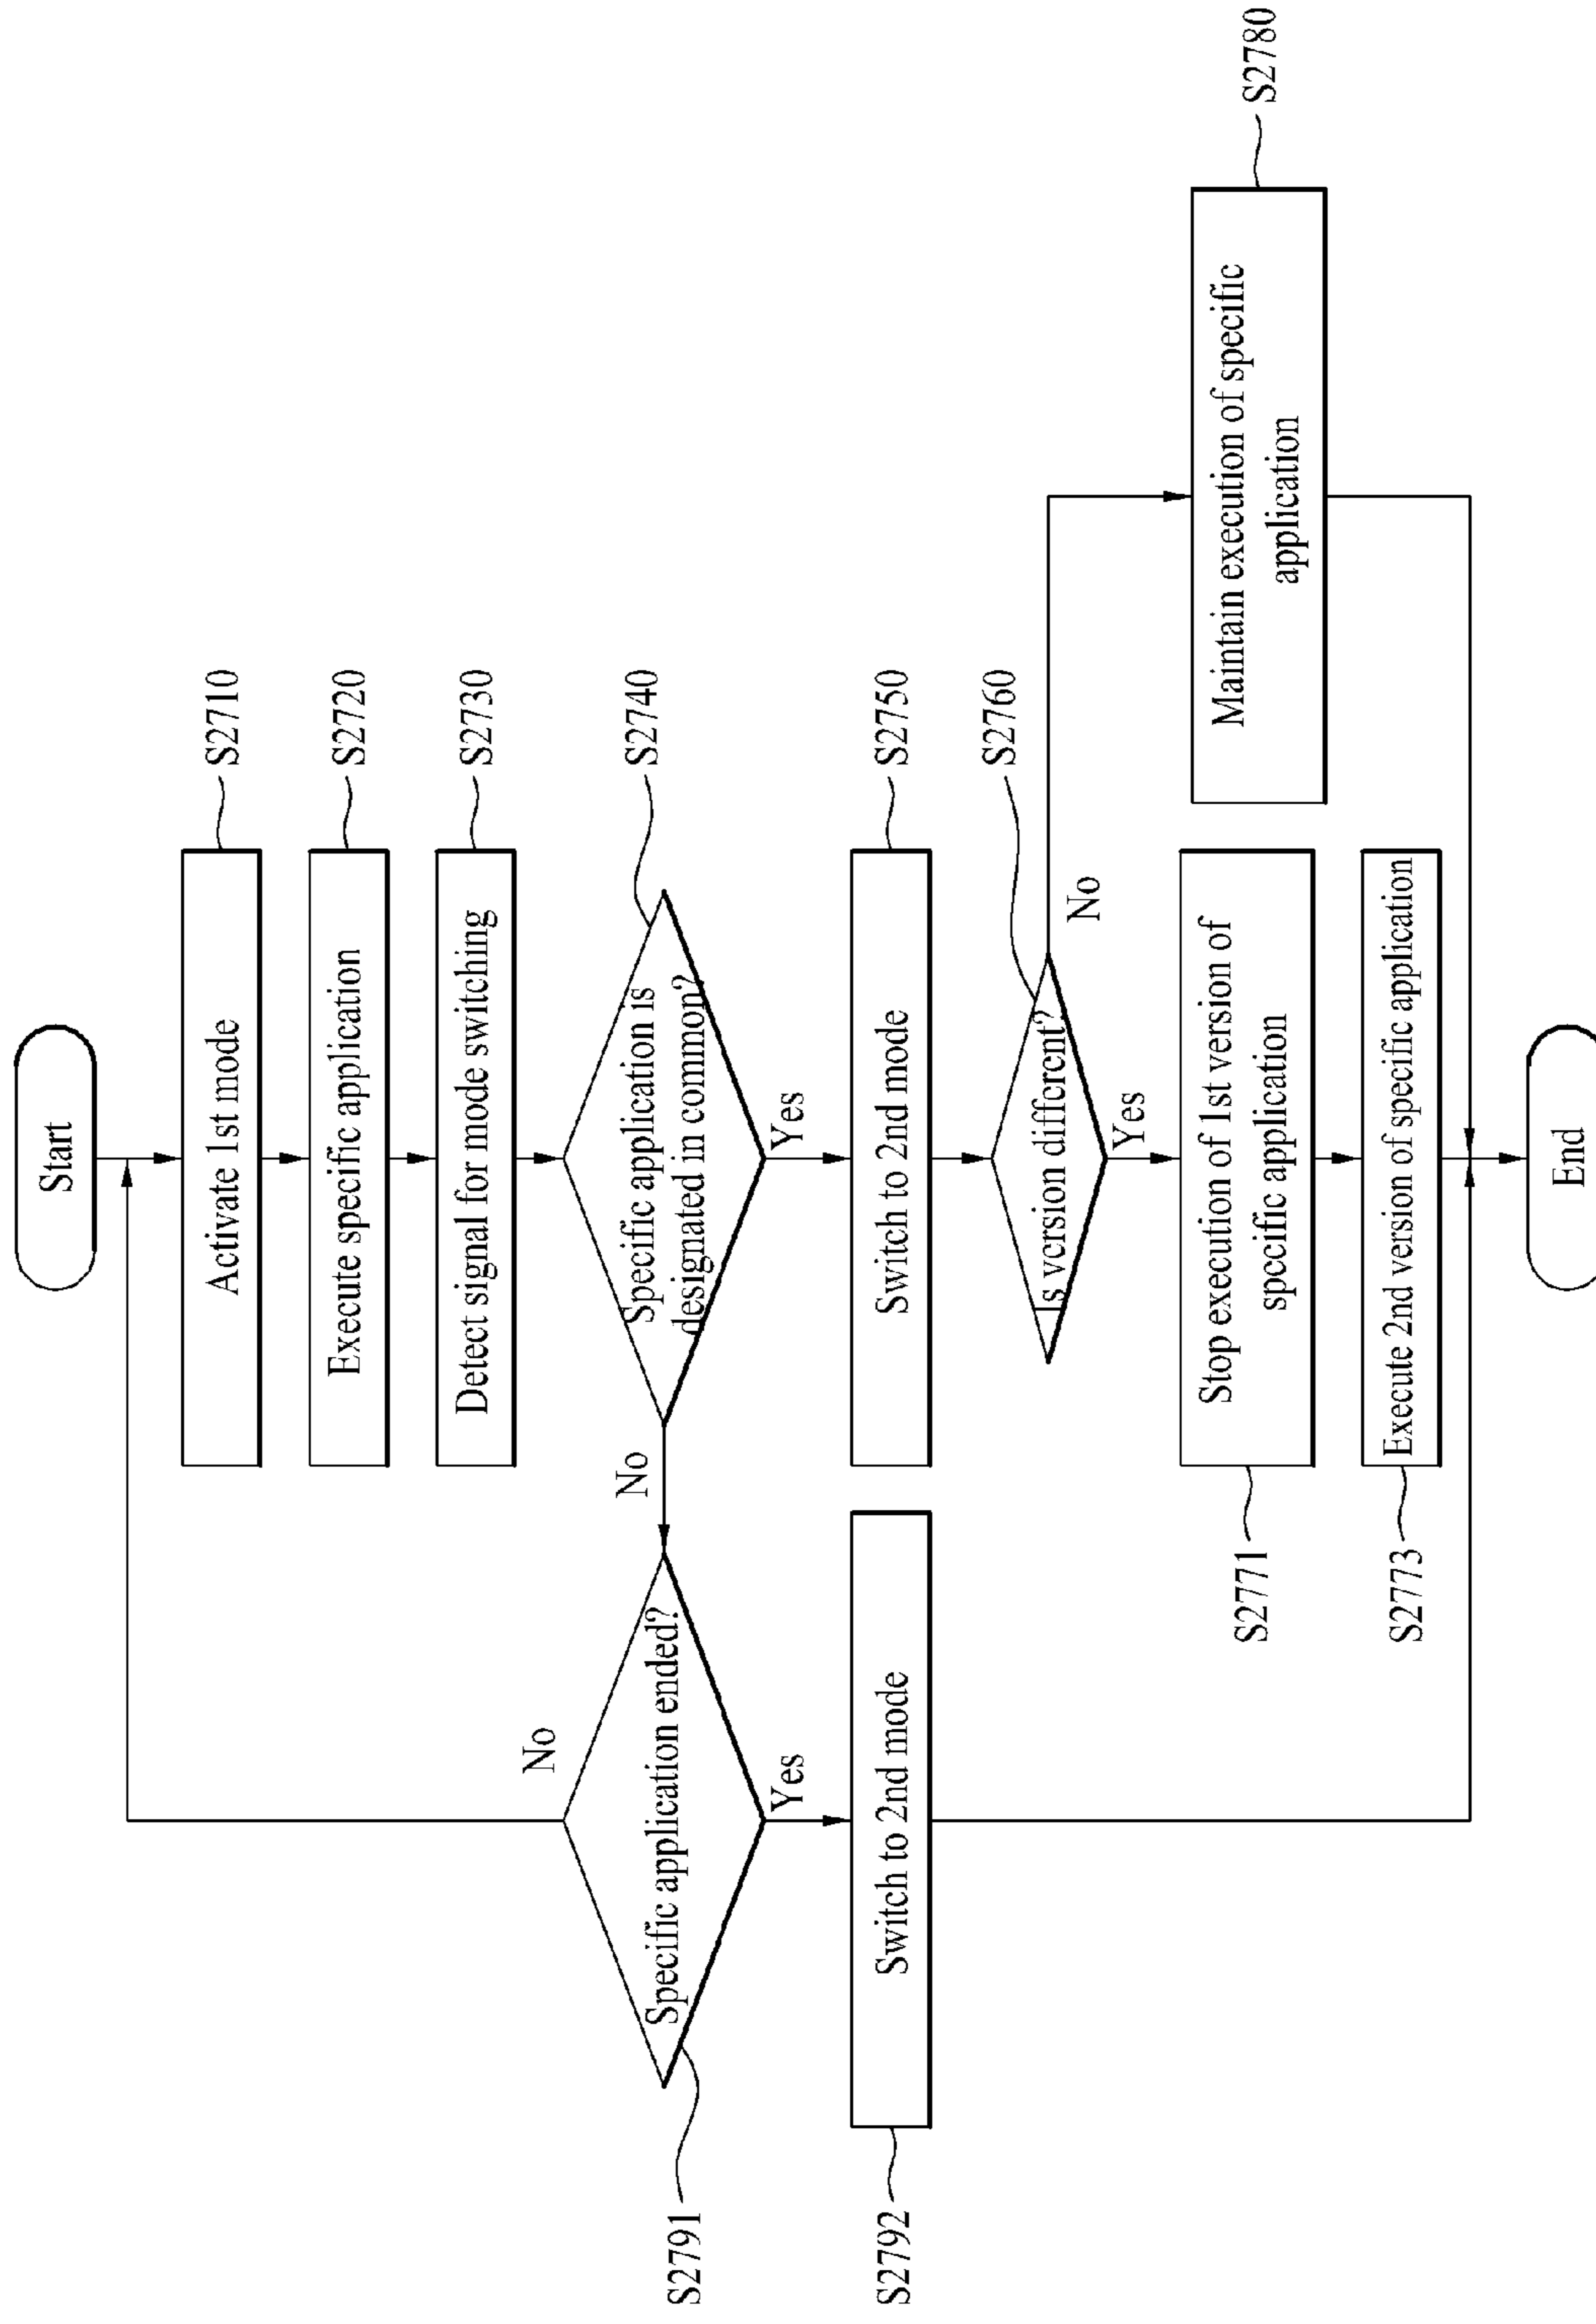 Start
Activate 1st mode
S2710
Execute specific application
S2720
Detect signal for mode switching
S2730
Specific application is
designated in common?
S2740
No
Yes
Specific application ended?
S2791
No
Yes
Switch to 2nd mode
S2792
Switch to 2nd mode
S2750
Is version different?
S2760
No
Yes
Stop execution of 1st version of
specific application
S2771
Maintain execution of specific
application
S2780
Execute 2nd version of specific application
S2773
End